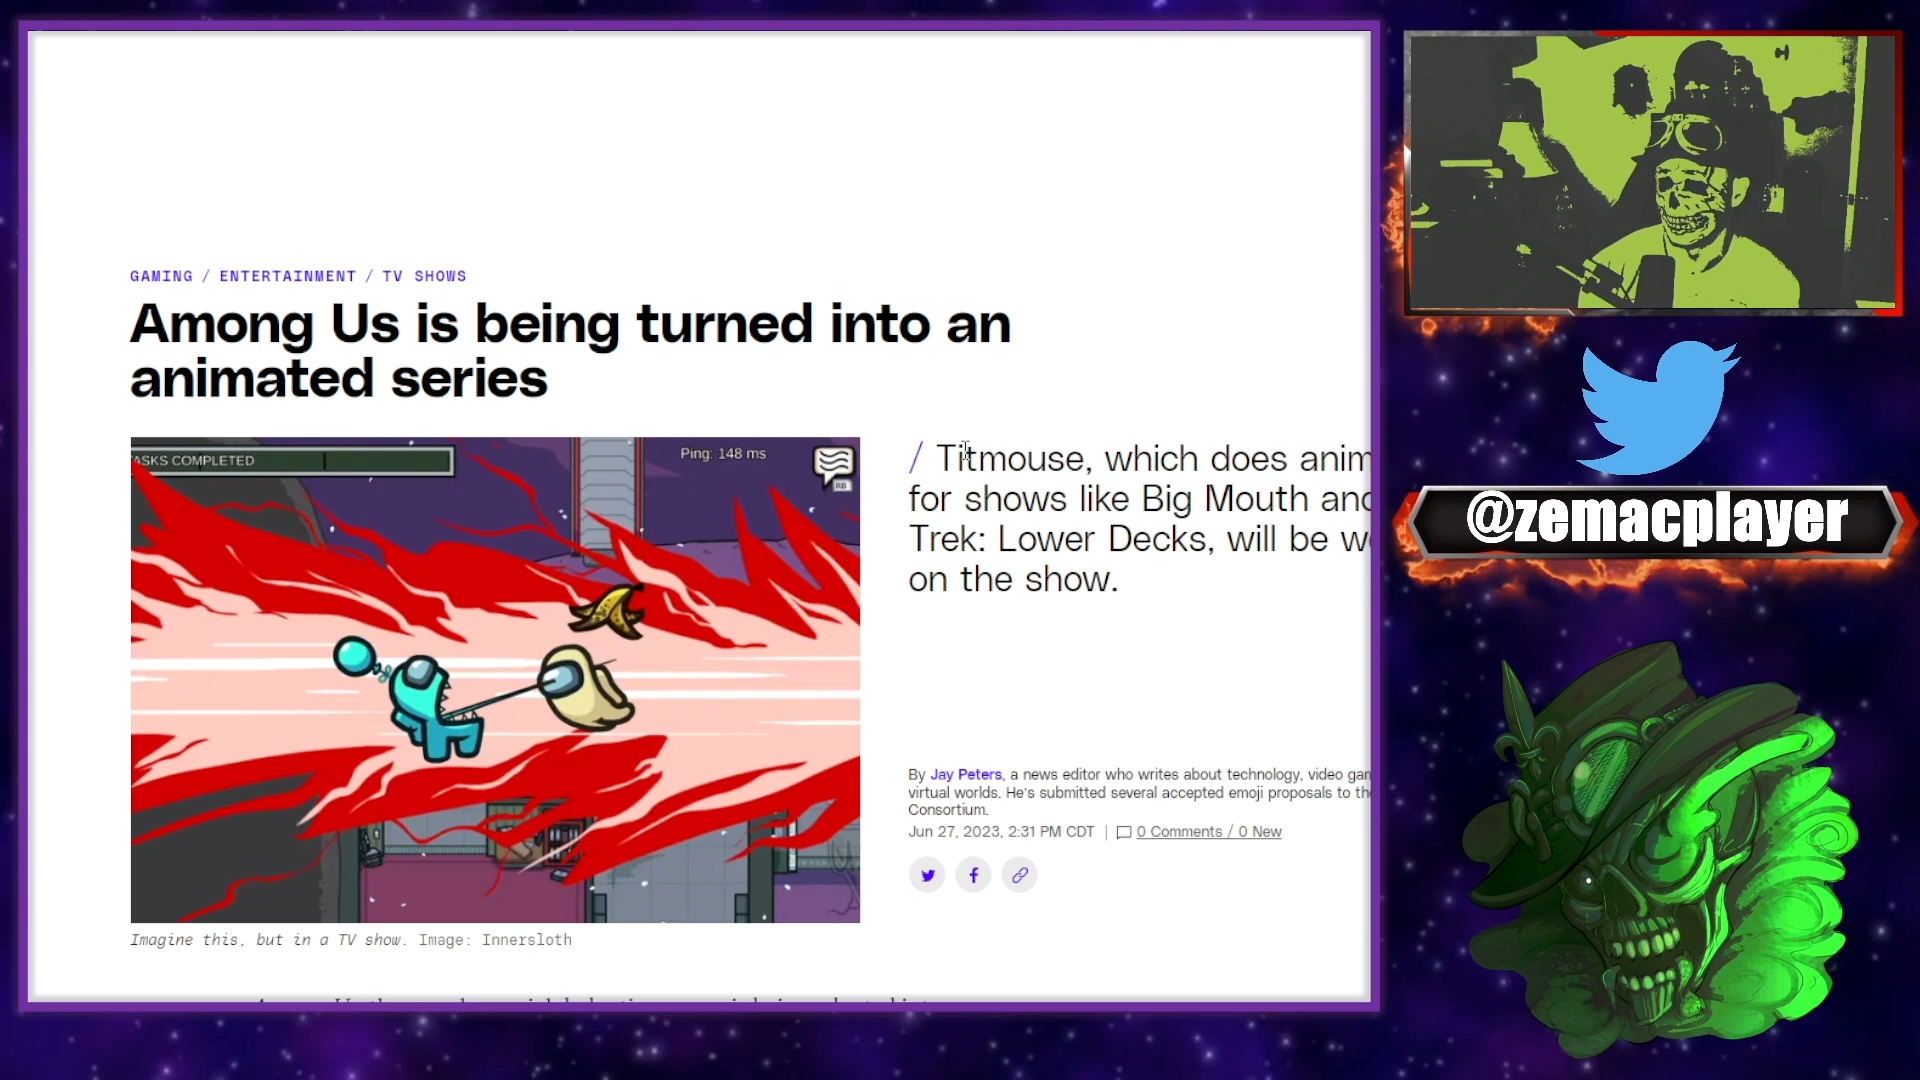 GAMING / ENTERTAINMENT / TV SHOWS
Among Us is being turned into an
animated series
TASKS COMPLETED
Ping: 148 ms
RB
/ Titmouse, which does anim
for shows like Big Mouth and
Trek: Lower Decks, will be w
on the show.
By Jay Peters, a news editor who writes about technology, video gam
virtual worlds. He's submitted several accepted emoji proposals to th
Consortium.
Jun 27, 2023, 2:31 PM CDT | 0 Comments / 0 New
Imagine this, but in a TV show. Image: Innersloth
@zemacplayer